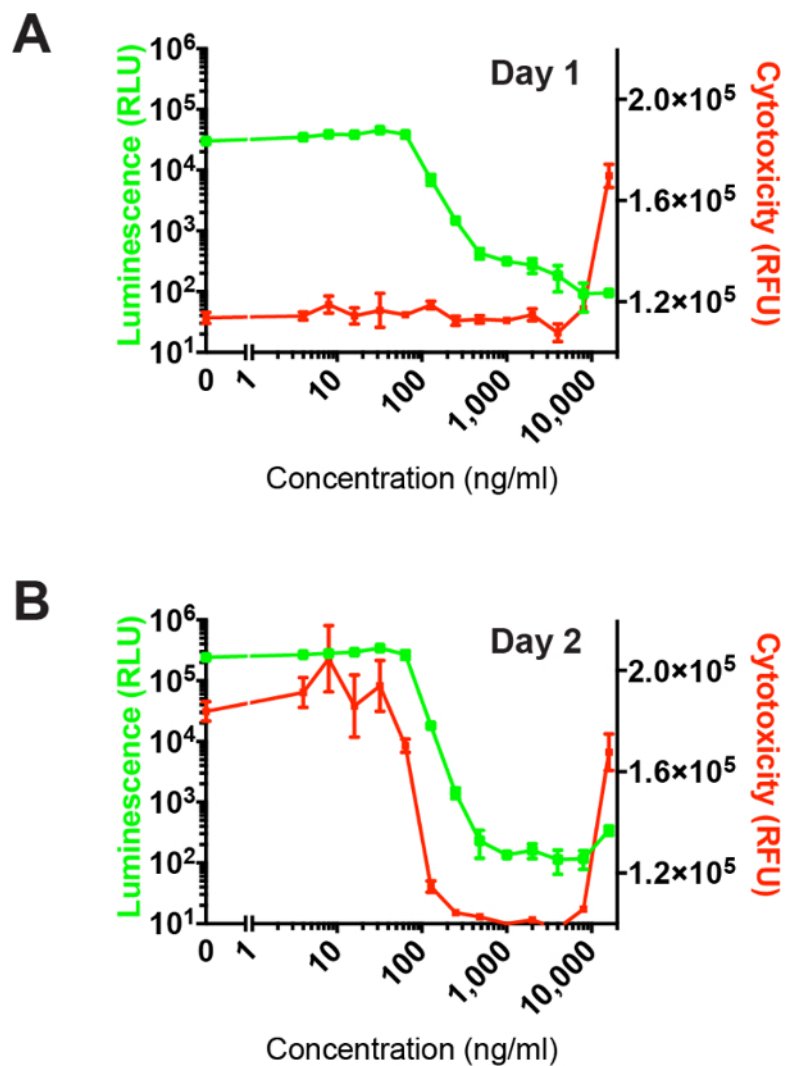 A
Day 1
Luminescence (RLU)
10⁶
10⁵
10⁴
10³
10²
10¹
2.0×10⁵
1.6×10⁵
1.2×10⁵
Cytotoxicity (RFU)
0 1 10 100 1,000 10,000
Concentration (ng/ml)
B
Day 2
Luminescence (RLU)
10⁶
10⁵
10⁴
10³
10²
10¹
2.0×10⁵
1.6×10⁵
1.2×10⁵
Cytotoxicity (RFU)
0 1 10 100 1,000 10,000
Concentration (ng/ml)